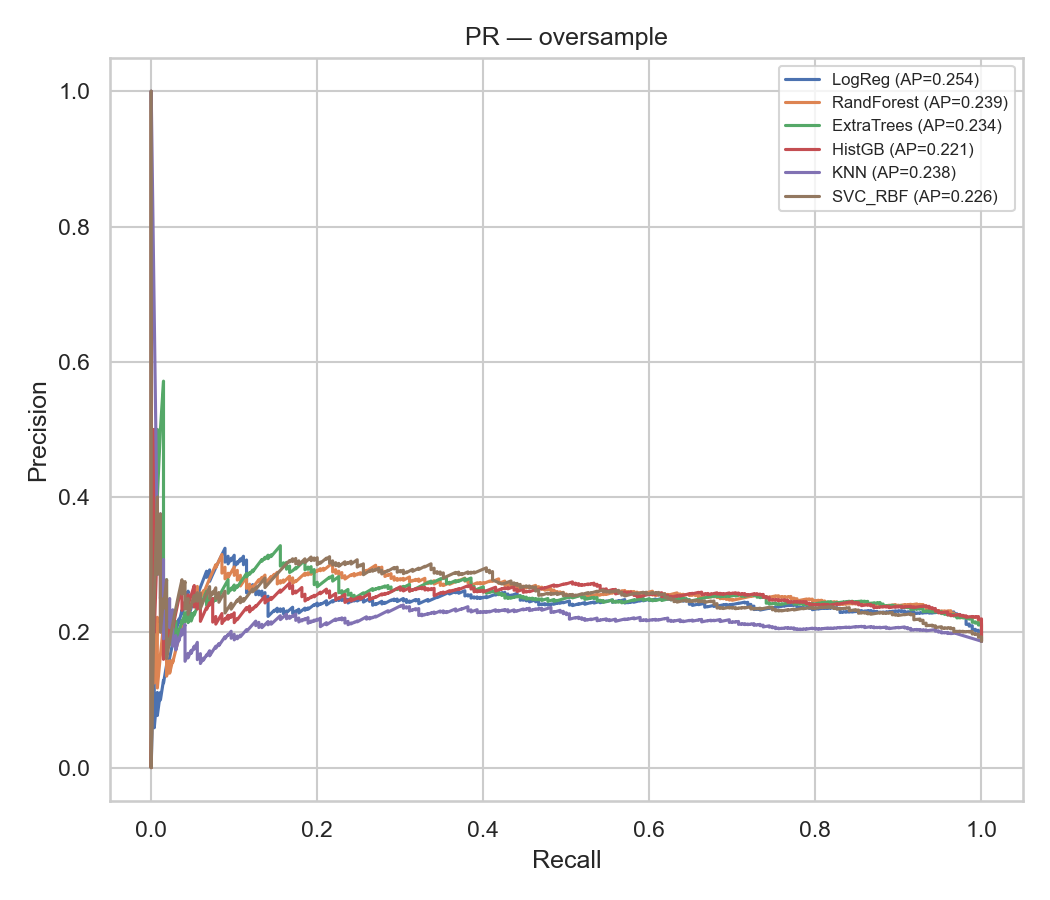 PR — oversample
LogReg (AP=0.254)
RandForest (AP=0.239)
ExtraTrees (AP=0.234)
HistGB (AP=0.221)
KNN (AP=0.238)
SVC_RBF (AP=0.226)
Precision
1.0
0.8
0.6
0.4
0.2
0.0
0.0 0.2 0.4 0.6 0.8 1.0
Recall